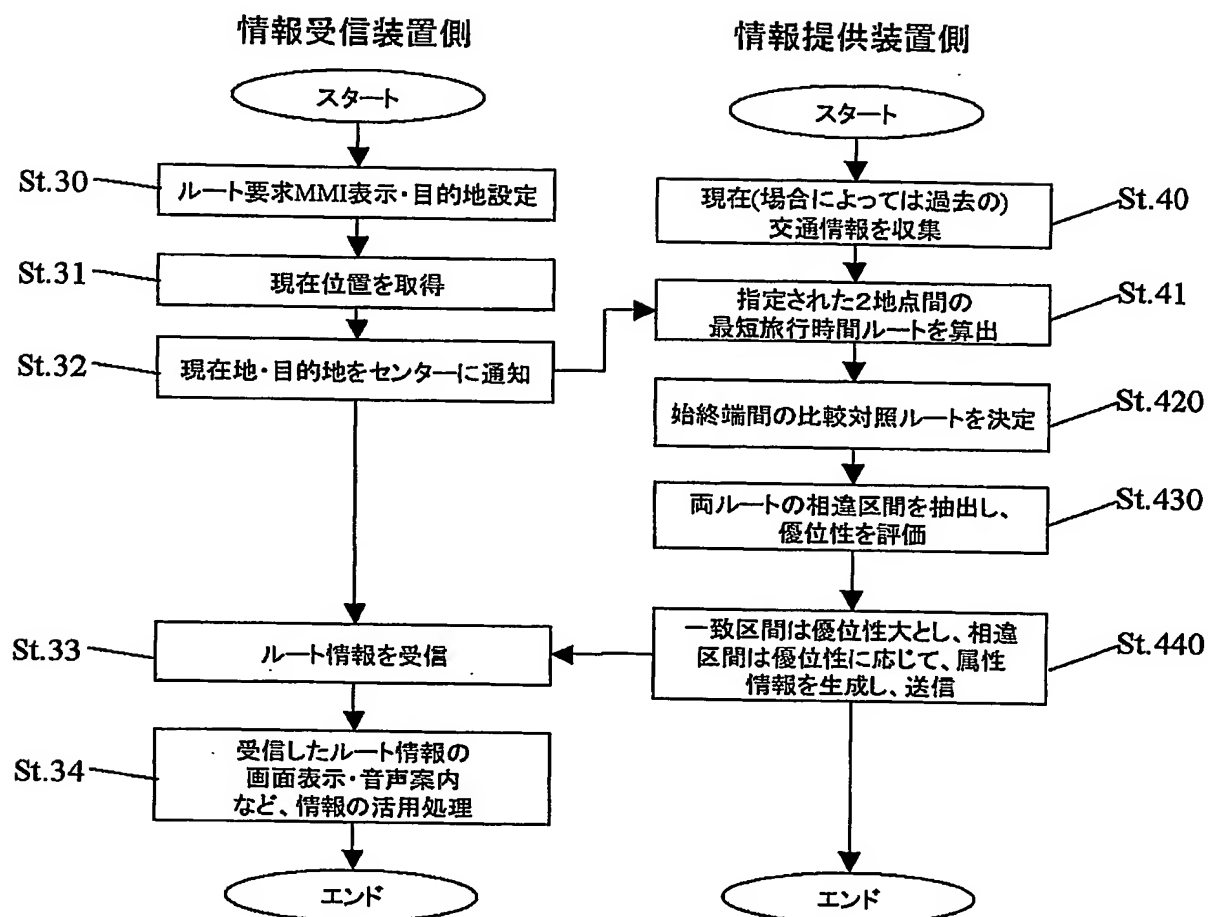 情報受信装置側
スタート
St.30
ルート要求MMI表示・目的地設定
St.31
現在位置を取得
St.32
現在地・目的地をセンターに通知
St.33
ルート情報を受信
St.34
受信したルート情報の
画面表示・音声案内
など、情報の活用処理
エンド
情報提供装置側
スタート
現在(場合によっては過去の)
交通情報を収集
St.40
指定された2地点間の
最短旅行時間ルートを算出
St.41
始終端間の比較対照ルートを決定
St.420
両ルートの相違区間を抽出し、
優位性を評価
St.430
一致区間は優位性大とし、相違
区間は優位性に応じて、属性
情報を生成し、送信
St.440
エンド